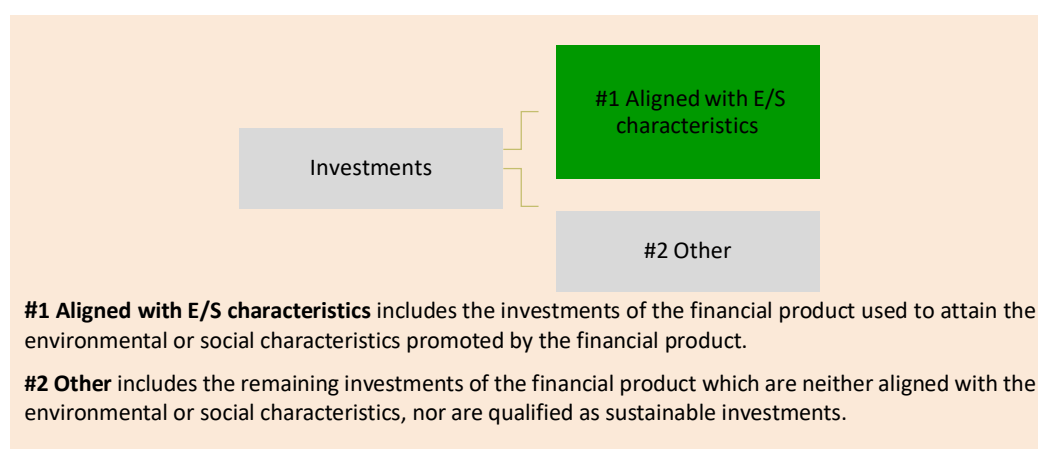 #1 Aligned with E/S
characteristics
Investments
#2 Other
#1 Aligned with E/S characteristics includes the investments of the financial product used to attain the
environmental or social characteristics promoted by the financial product.
#2 Other includes the remaining investments of the financial product which are neither aligned with the
environmental or social characteristics, nor are qualified as sustainable investments.